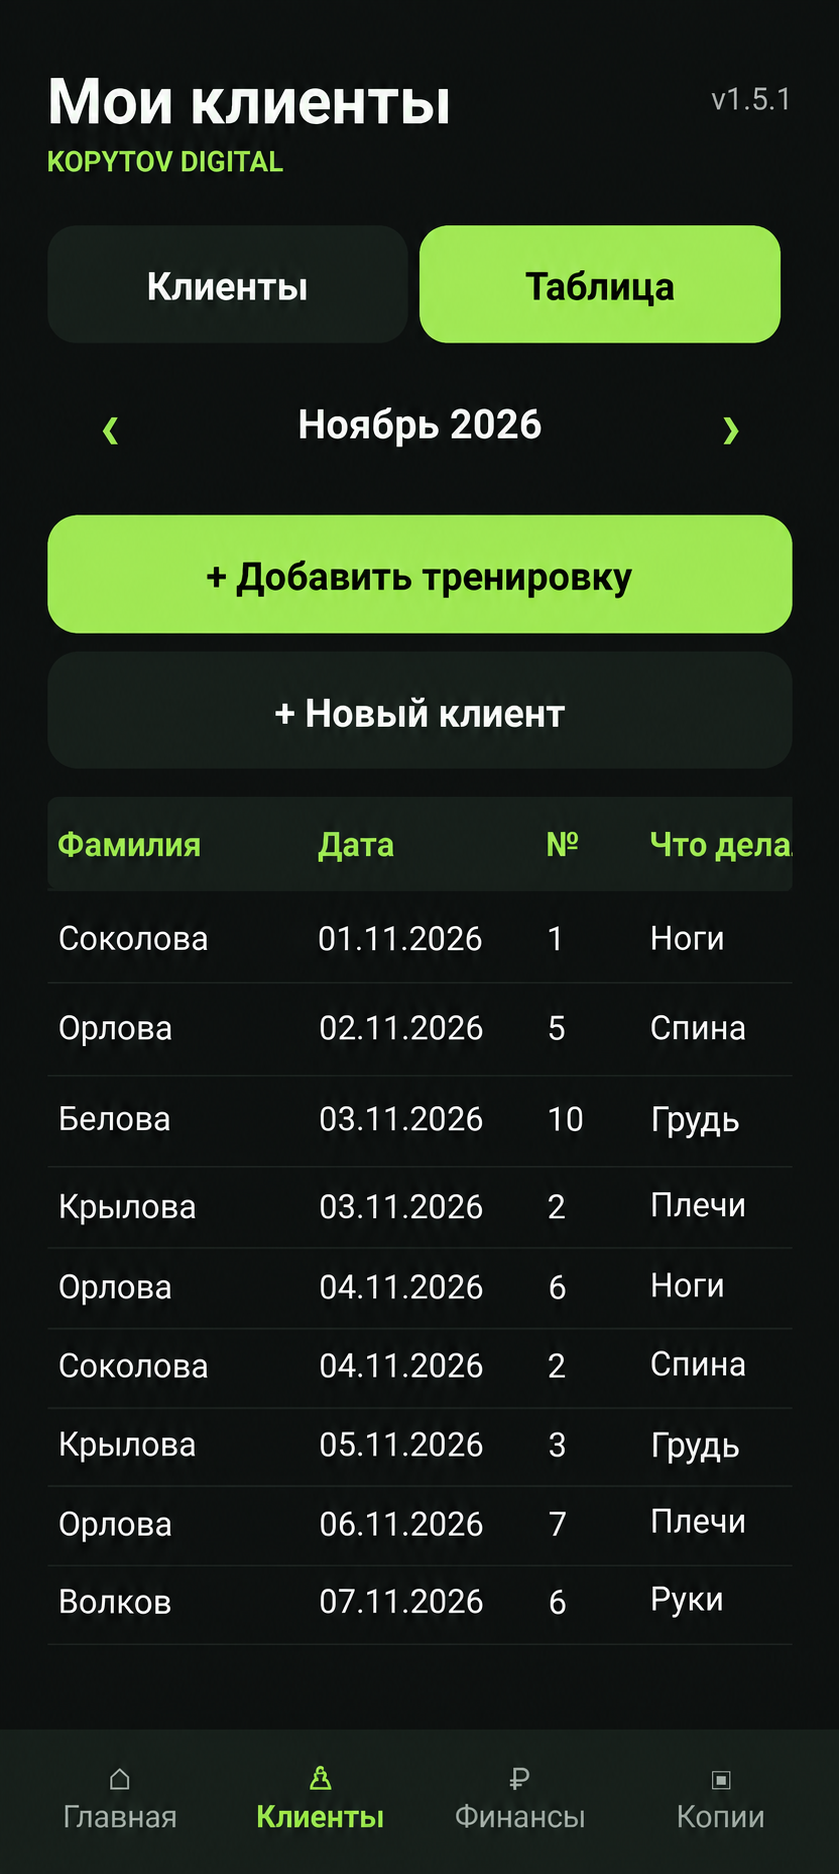 Мои клиенты
v1.5.1
KOPYTOV DIGITAL
Клиенты Таблица
‹ Ноябрь 2026 ›
+ Добавить тренировку
+ Новый клиент
Фамилия Дата № Что дела
Соколова 01.11.2026 1 Ноги
Орлова 02.11.2026 5 Спина
Белова 03.11.2026 10 Грудь
Крылова 03.11.2026 2 Плечи
Орлова 04.11.2026 6 Ноги
Соколова 04.11.2026 2 Спина
Крылова 05.11.2026 3 Грудь
Орлова 06.11.2026 7 Плечи
Волков 07.11.2026 6 Руки
₽
Главная Клиенты Финансы Копии